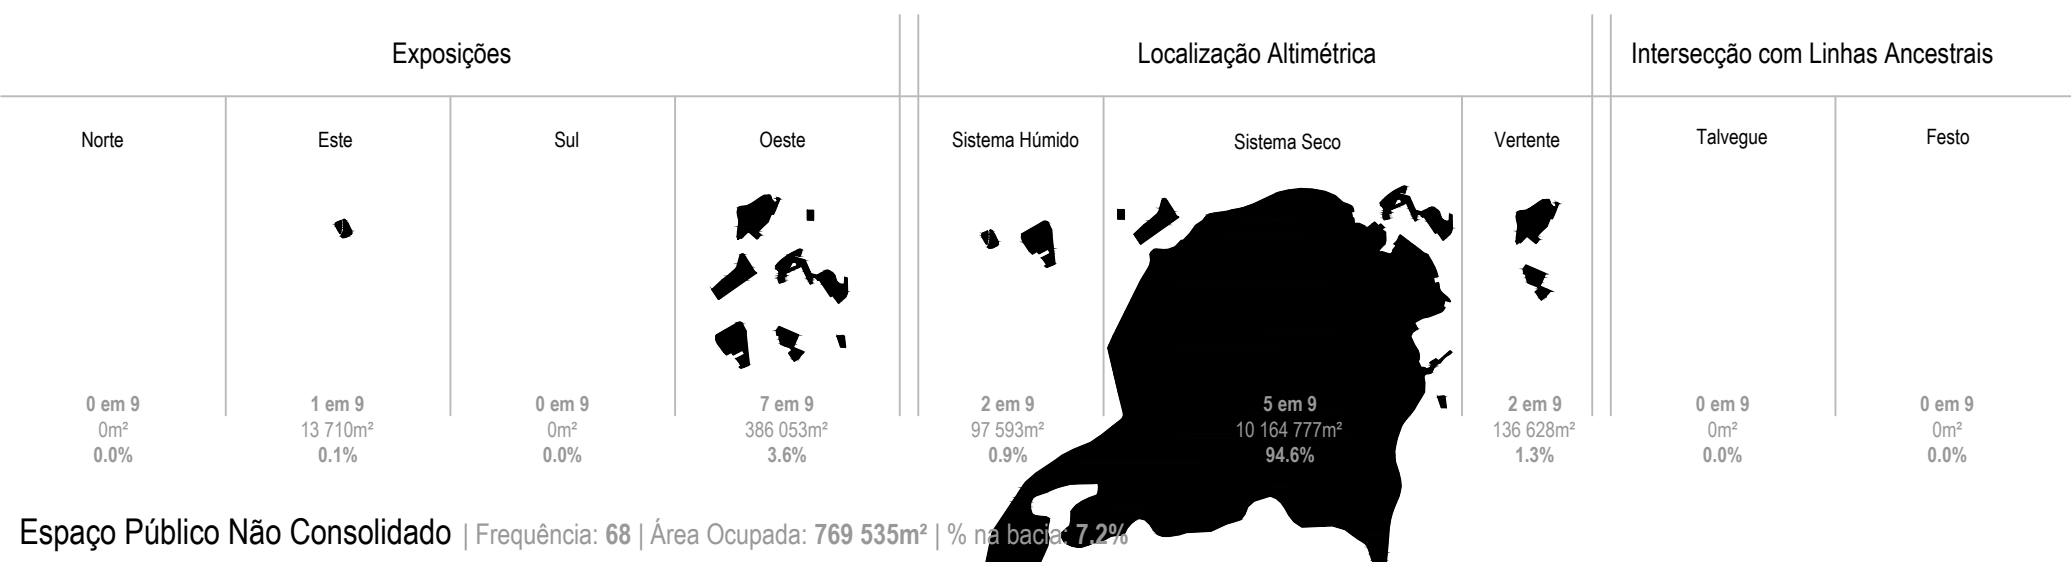 Exposições
Localização Altimétrica
Intersecção com Linhas Ancestrais
Norte
Este
Sul
Oeste
Sistema Húmido
Sistema Seco
Vertente
Talvegue
Festo
0 em 9
0m²
0.0%
1 em 9
13 710m²
0.1%
0 em 9
0m²
0.0%
7 em 9
386 053m²
3.6%
2 em 9
97 593m²
0.9%
5 em 9
10 164 777m²
94.6%
2 em 9
136 628m²
1.3%
0 em 9
0m²
0.0%
0 em 9
0m²
0.0%
Espaço Público Não Consolidado | Frequência: 68 | Área Ocupada: 769 535m² | % na bacia: 7.2%